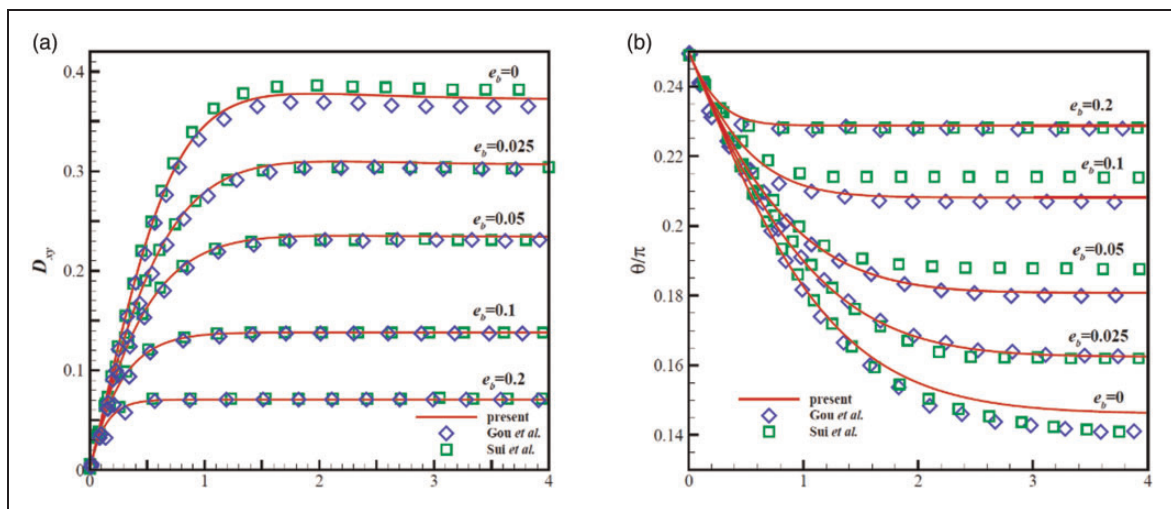 (a)
0.4
0.3
0.2
0.1
0
D_xy
e_b=0
e_b=0.025
e_b=0.05
e_b=0.1
e_b=0.2
present
Gou et al.
Sui et al.
0 1 2 3 4
(b)
0.24
0.22
0.20
0.18
0.16
0.14
θ/π
e_b=0.2
e_b=0.1
e_b=0.05
e_b=0.025
e_b=0
present
Gou et al.
Sui et al.
0 1 2 3 4